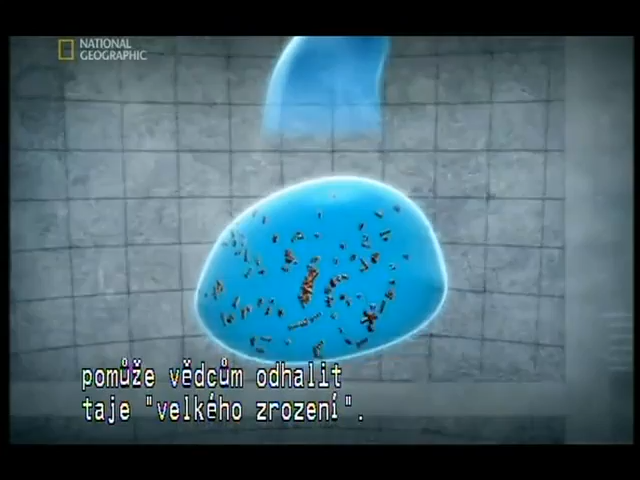 NATIONAL
GEOGRAPHIC
pomůže vědcům odhalit
taje "velkého zrození".